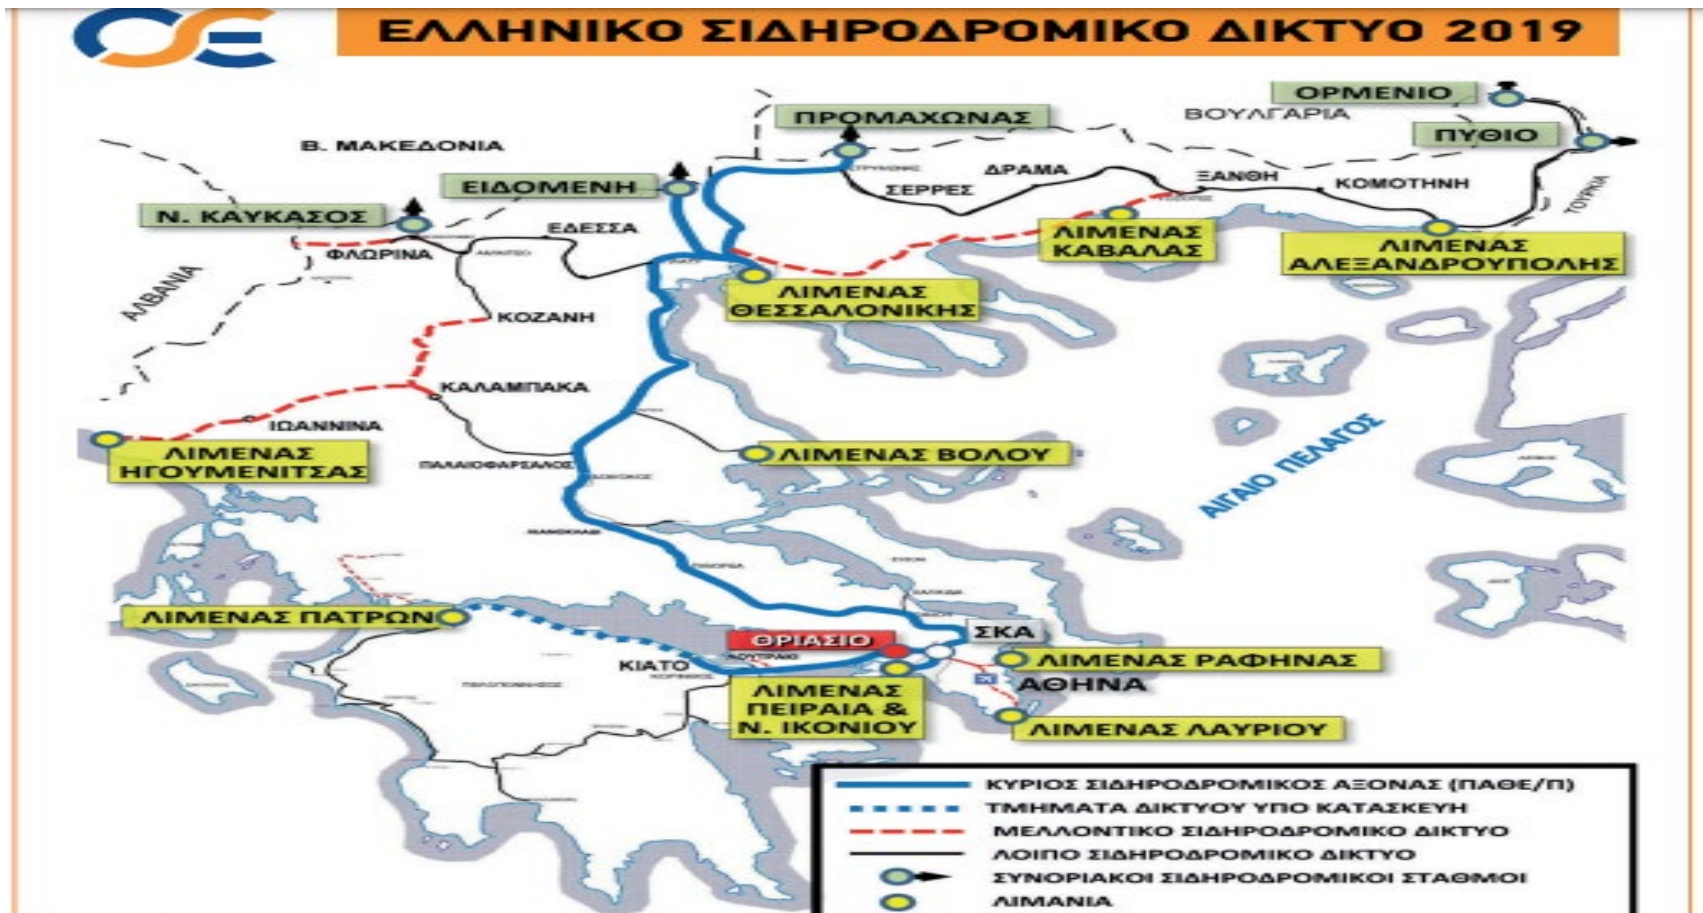 ΕΛΛΗΝΙΚΟ ΣΙΔΗΡΟΔΡΟΜΙΚΟ ΔΙΚΤΥΟ 2019
ΟΡΜΕΝΙΟ
ΠΡΟΜΑΧΩΝΑΣ
ΒΟΥΛΓΑΡΙΑ
ΠΥΘΙΟ
Β. ΜΑΚΕΔΟΝΙΑ
ΕΙΔΟΜΕΝΗ
ΔΡΑΜΑ
ΞΑΝΘΗ
ΣΕΡΡΕΣ
ΚΟΜΟΤΗΝΗ
ΤΟΥΡΚΙΑ
Ν. ΚΑΥΚΑΣΟΣ
ΕΔΕΣΣΑ
ΦΛΩΡΙΝΑ
ΛΙΜΕΝΑΣ
ΚΑΒΑΛΑΣ
ΛΙΜΕΝΑΣ
ΑΛΕΞΑΝΔΡΟΥΠΟΛΗΣ
ΑΛΒΑΝΙΑ
ΛΙΜΕΝΑΣ
ΘΕΣΣΑΛΟΝΙΚΗΣ
ΚΟΖΑΝΗ
ΚΑΛΑΜΠΑΚΑ
ΙΩΑΝΝΙΝΑ
ΛΙΜΕΝΑΣ
ΗΓΟΥΜΕΝΙΤΣΑΣ
ΠΑΛΑΙΟΦΑΡΣΑΛΟΣ
ΛΙΜΕΝΑΣ ΒΟΛΟΥ
ΑΙΓΑΙΟ ΠΕΛΑΓΟΣ
ΛΙΜΕΝΑΣ ΠΑΤΡΩΝ
ΘΡΙΑΣΙΟ
ΣΚΑ
ΚΙΑΤΟ
ΛΙΜΕΝΑΣ ΡΑΦΗΝΑΣ
ΑΘΗΝΑ
ΛΙΜΕΝΑΣ
ΠΕΙΡΑΙΑ &
Ν. ΙΚΟΝΙΟΥ
ΛΙΜΕΝΑΣ ΛΑΥΡΙΟΥ
ΚΥΡΙΟΣ ΣΙΔΗΡΟΔΡΟΜΙΚΟΣ ΑΞΟΝΑΣ (ΠΑΘΕ/Π)
ΤΜΗΜΑΤΑ ΔΙΚΤΥΟΥ ΥΠΟ ΚΑΤΑΣΚΕΥΗ
ΜΕΛΛΟΝΤΙΚΟ ΣΙΔΗΡΟΔΡΟΜΙΚΟ ΔΙΚΤΥΟ
ΛΟΙΠΟ ΣΙΔΗΡΟΔΡΟΜΙΚΟ ΔΙΚΤΥΟ
ΣΥΝΟΡΙΑΚΟΙ ΣΙΔΗΡΟΔΡΟΜΙΚΟΙ ΣΤΑΘΜΟΙ
ΛΙΜΑΝΙΑ